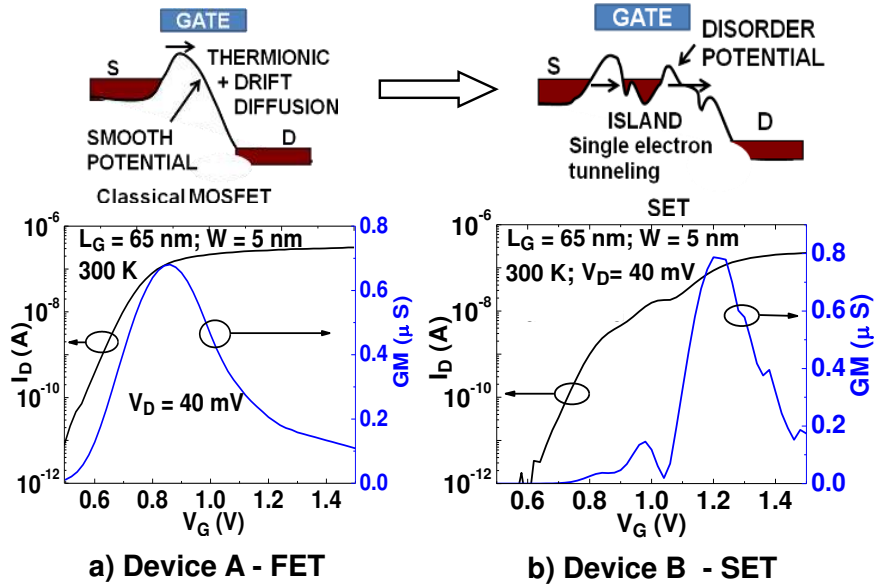 GATE
S
THERMIONIC
+ DRIFT
DIFFUSION
SMOOTH
POTENTIAL
D
Classical MOSFET
GATE
DISORDER
POTENTIAL
S
ISLAND
Single electron
tunneling
D
SET
L_G = 65 nm; W = 5 nm
300 K
V_D = 40 mV
I_D (A)
10^-6
10^-8
10^-10
10^-12
0.6 0.8 1.0 1.2 1.4
V_G (V)
0.8
0.6
0.4
0.2
0.0
GM (μ S)
a) Device A - FET
L_G = 65 nm; W = 5 nm
300 K; V_D= 40 mV
I_D (A)
10^-6
10^-8
10^-10
10^-12
0.6 0.8 1.0 1.2 1.4
V_G (V)
0.8
0.6
0.4
0.2
0.0
GM (μ S)
b) Device B - SET